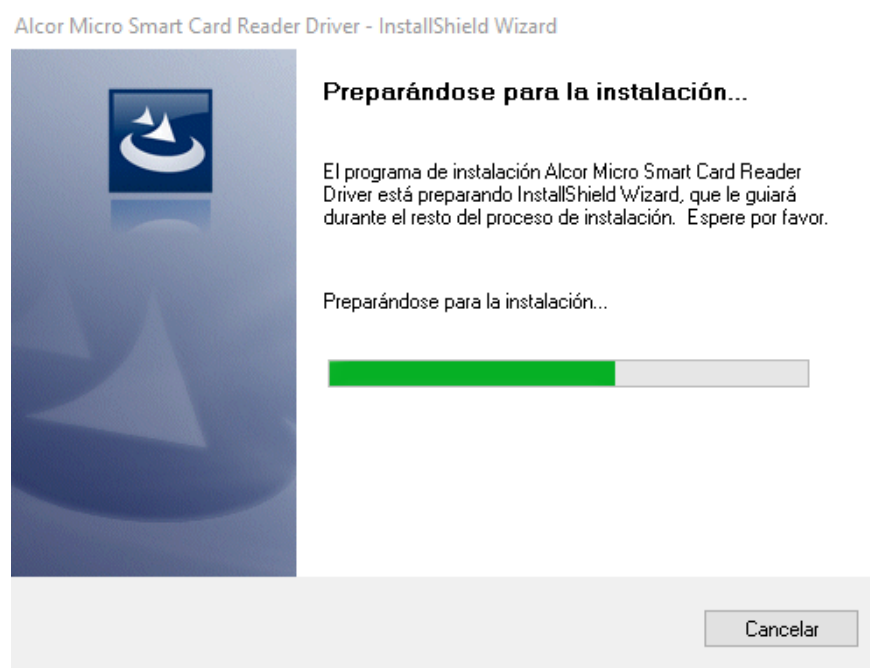 Alcor Micro Smart Card Reader Driver - InstallShield Wizard
Preparándose para la instalación...
El programa de instalación Alcor Micro Smart Card Reader
Driver está preparando InstallShield Wizard, que le guiará
durante el resto del proceso de instalación.  Espere por favor.
Preparándose para la instalación...
Cancelar